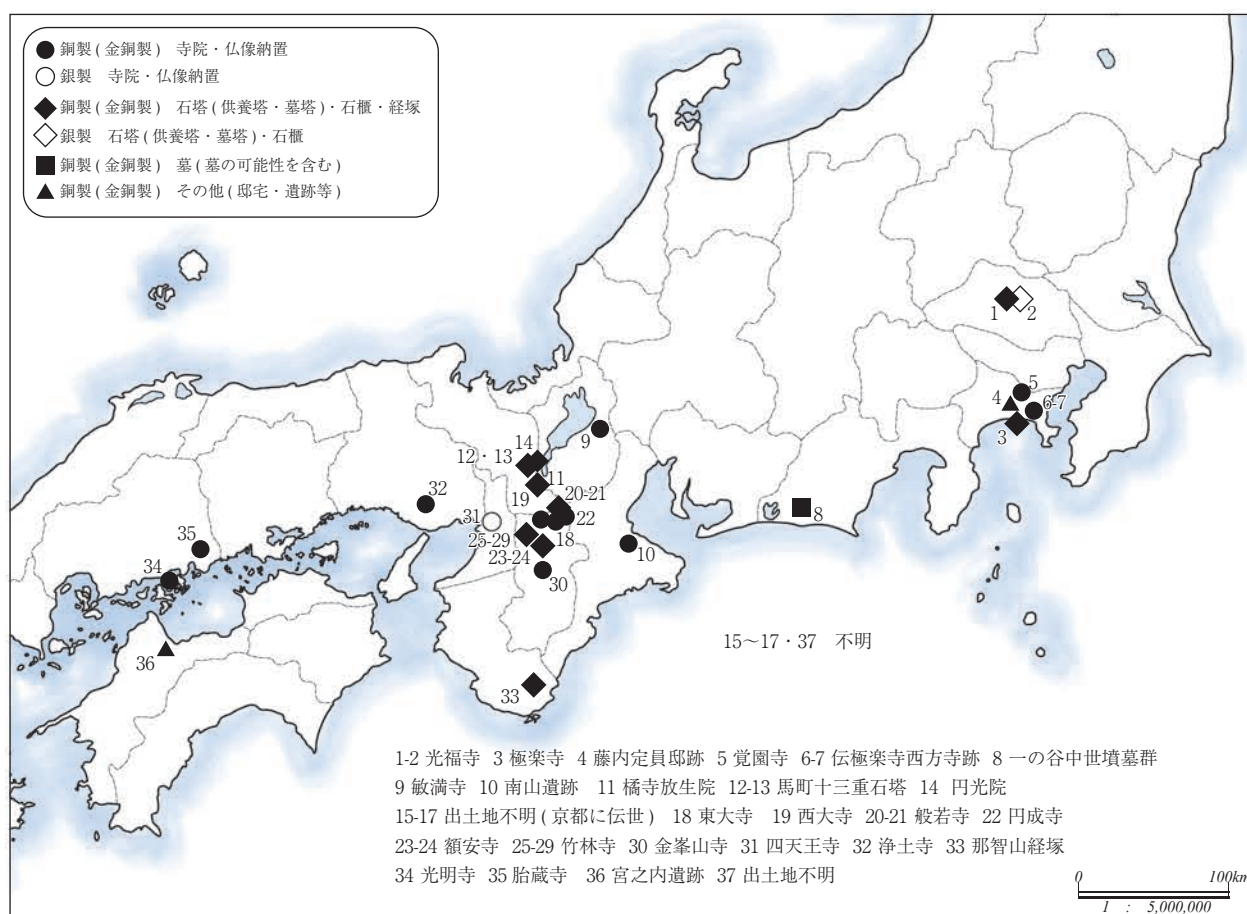 銅製(金銅製) 寺院・仏像納置
銀製 寺院・仏像納置
銅製(金銅製) 石塔(供養塔・墓塔)・石櫃・経塚
銀製 石塔(供養塔・墓塔)・石櫃
銅製(金銅製) 墓(墓の可能性を含む)
銅製(金銅製) その他(邸宅・遺跡等)
1
2
5
4
6-7
3
9
14
12・13
11
19
20-21
32
22
8
31
25-29
18
35
23-24
10
34
30
15〜17・37 不明
36
33
1-2 光福寺 3 極楽寺 4 藤内定員邸跡 5 覚園寺 6-7 伝極楽寺西方寺跡 8 一の谷中世墳墓群
9 敏満寺 10 南山遺跡 11 橘寺放生院 12-13 馬町十三重石塔 14 円光院
15-17 出土地不明(京都に伝世) 18 東大寺 19 西大寺 20-21 般若寺 22 円成寺
23-24 額安寺 25-29 竹林寺 30 金峯山寺 31 四天王寺 32 浄土寺 33 那智山経塚
34 光明寺 35 胎蔵寺 36 宮之内遺跡 37 出土地不明
0 100km
1 : 5,000,000